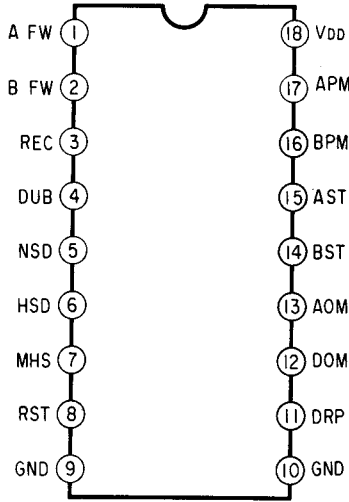 A FW 1 18 VDD
B FW 2 17 APM
REC 3 16 BPM
DUB 4 15 AST
NSD 5 14 BST
HSD 6 13 AOM
MHS 7 12 DOM
RST 8 11 DRP
GND 9 10 GND